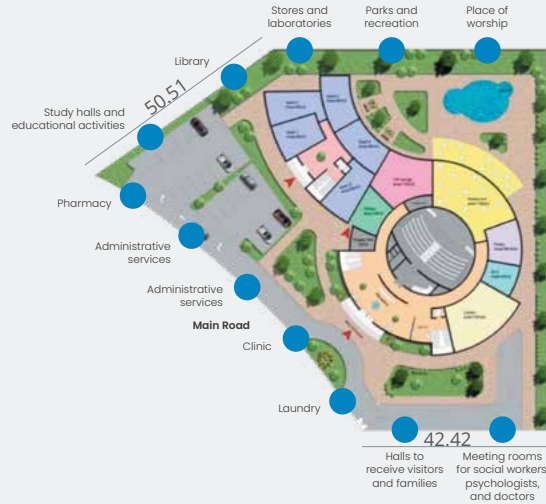 Stores and
laboratories
Parks and
recreation
Place of
worship
Library
50.51
Study halls and
educational activities
Pharmacy
Administrative
services
Administrative
services
Main Road
Clinic
Laundry
42.42
Halls to
receive visitors
and families
Meeting rooms
for social workers
psychologists,
and doctors